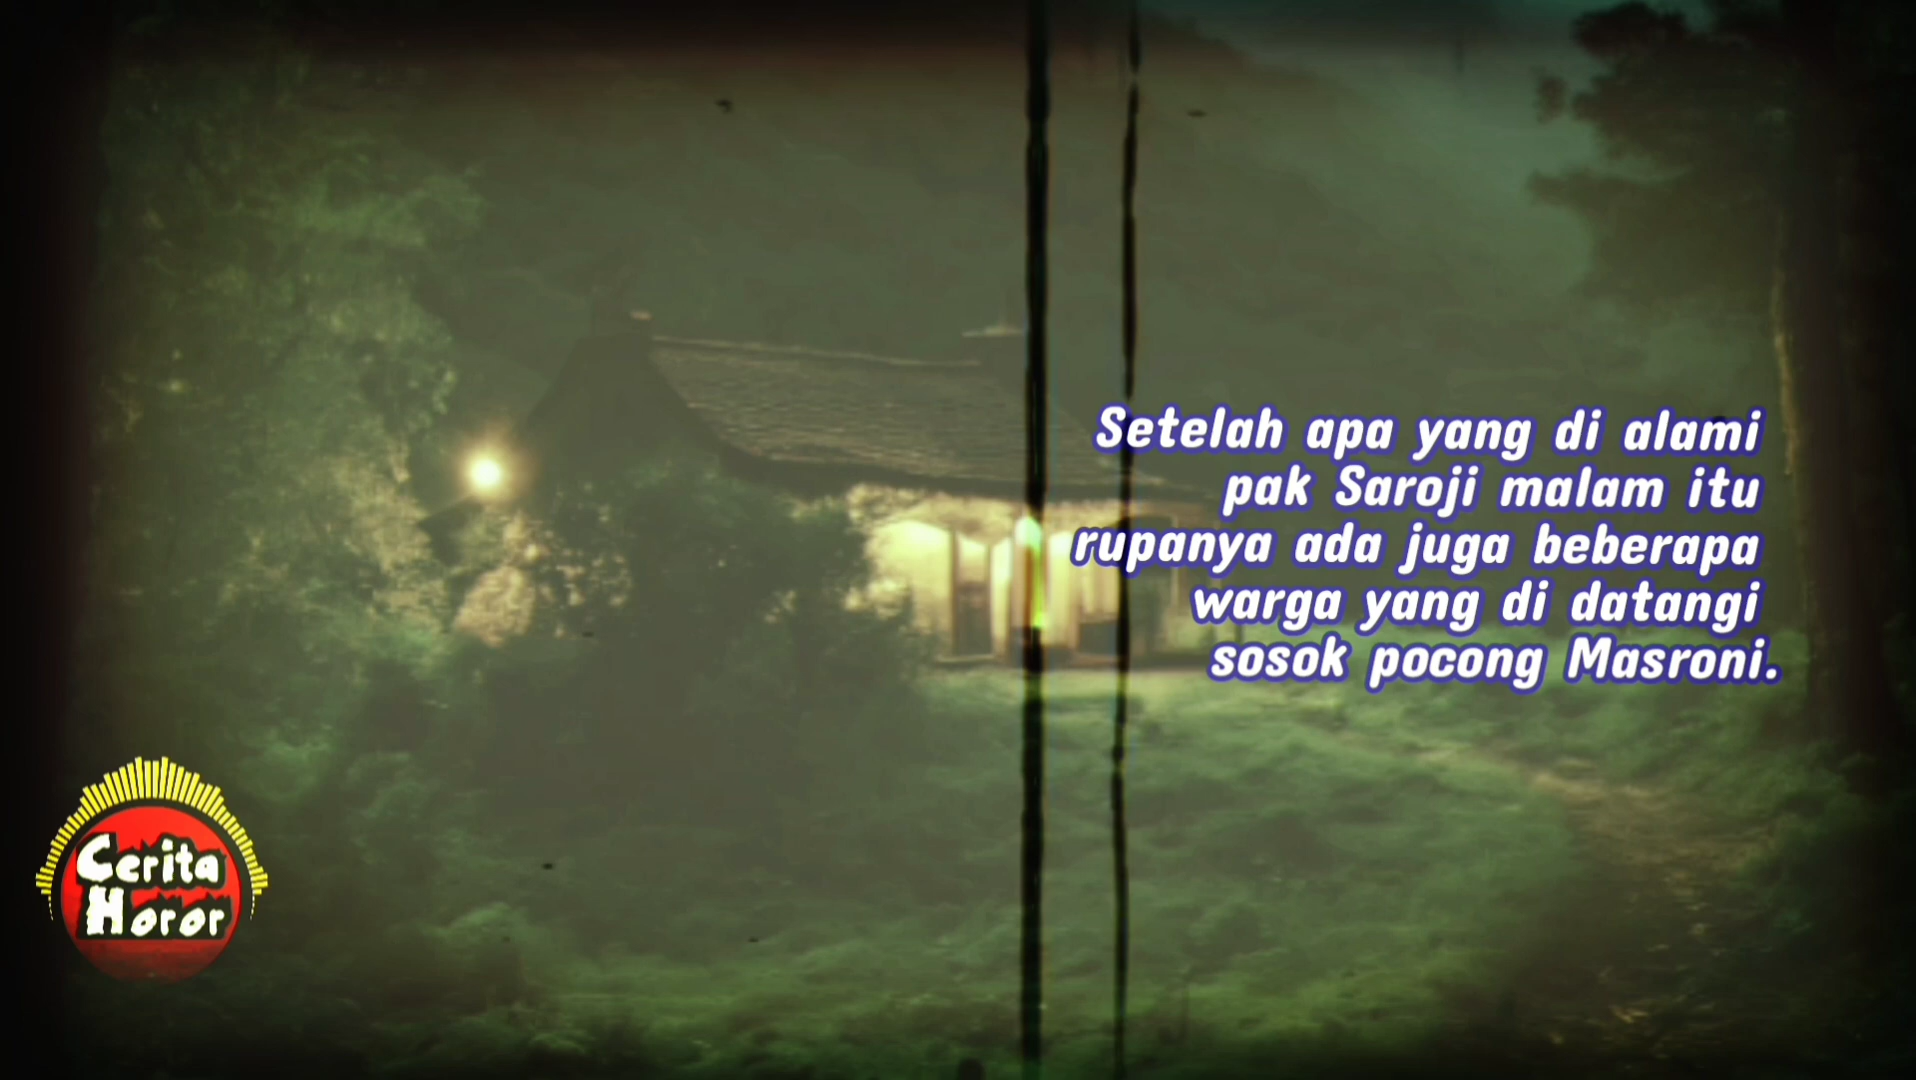 Setelah apa yang di alami
pak Saroji malam itu
rupanya ada juga beberapa
warga yang di datangi
sosok pocong Masroni.
Cerita
Horor